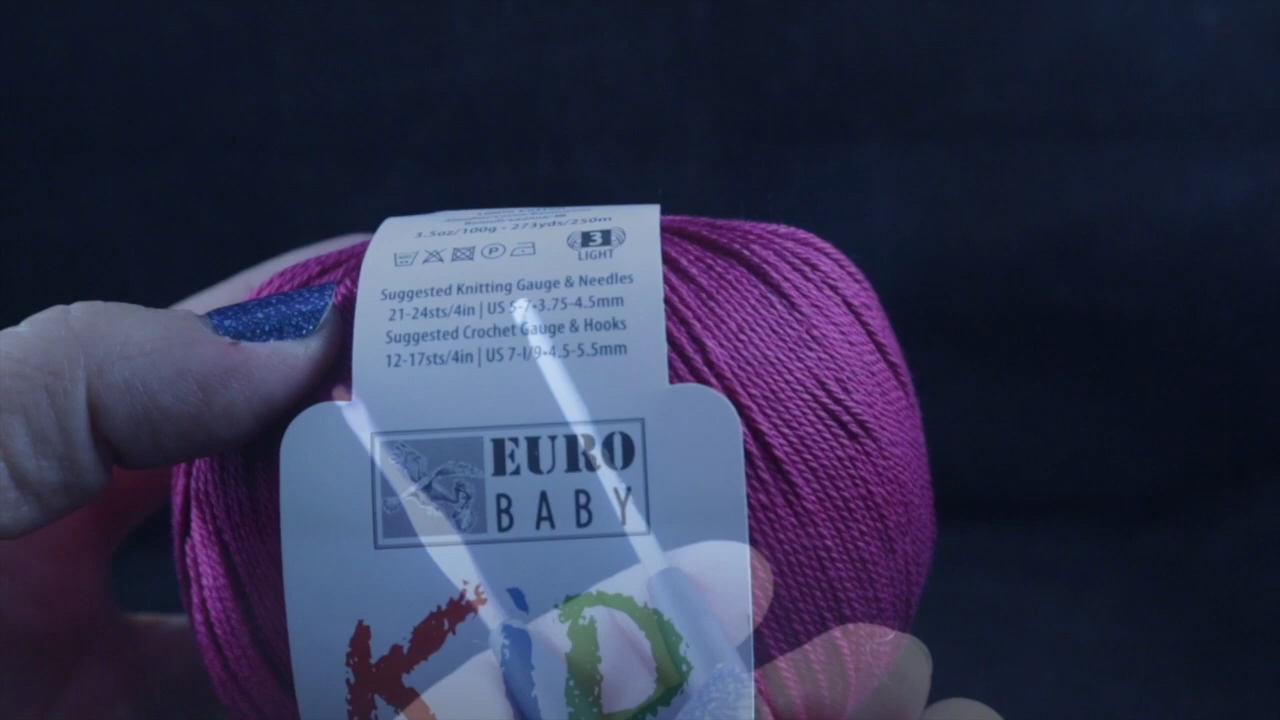 3.5oz/100g - 273yds/250m
3
LIGHT
P
Suggested Knitting Gauge & Needles
21-24sts/4in | US 5-7-3.75-4.5mm
Suggested Crochet Gauge & Hooks
12-17sts/4in | US 7-I/9-4.5-5.5mm
EURO
BABY
KiD